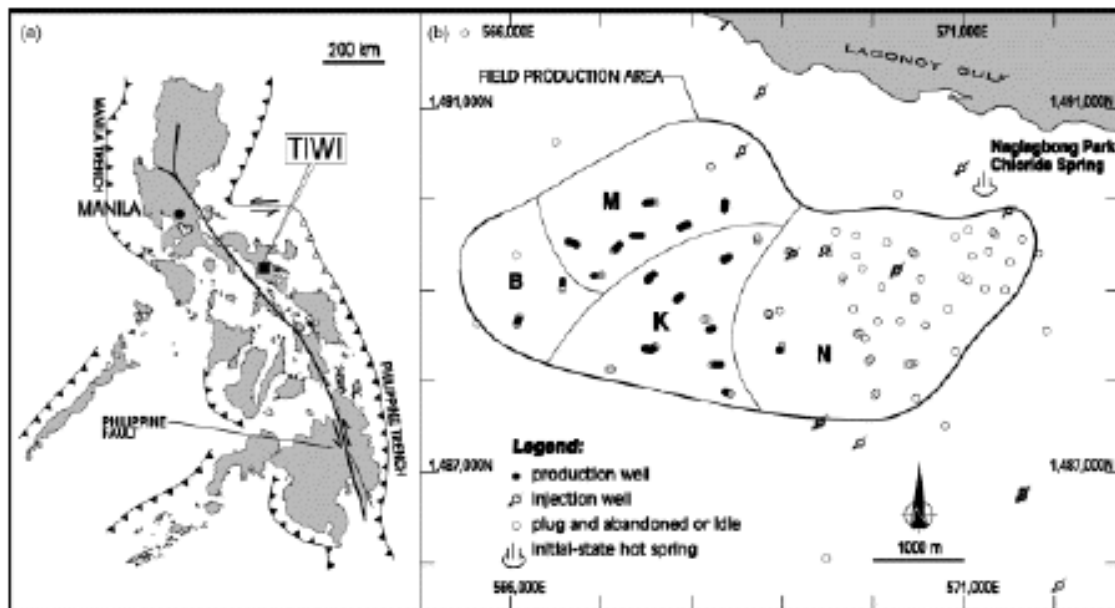 (a)
200 km
MANILA TRENCH
TIWI
MANILA
PHILIPPINE
FAULT
PHILIPPINE TRENCH
(b)
566,000E
571,000E
LAGONOY GULF
FIELD PRODUCTION AREA
1,491,000N
1,491,000N
Naglagbong Park
Chloride Spring
M
B
K
N
Legend:
production well
injection well
plug and abandoned or idle
initial-state hot spring
1,487,000N
1,487,000N
1000 m
566,000E
571,000E